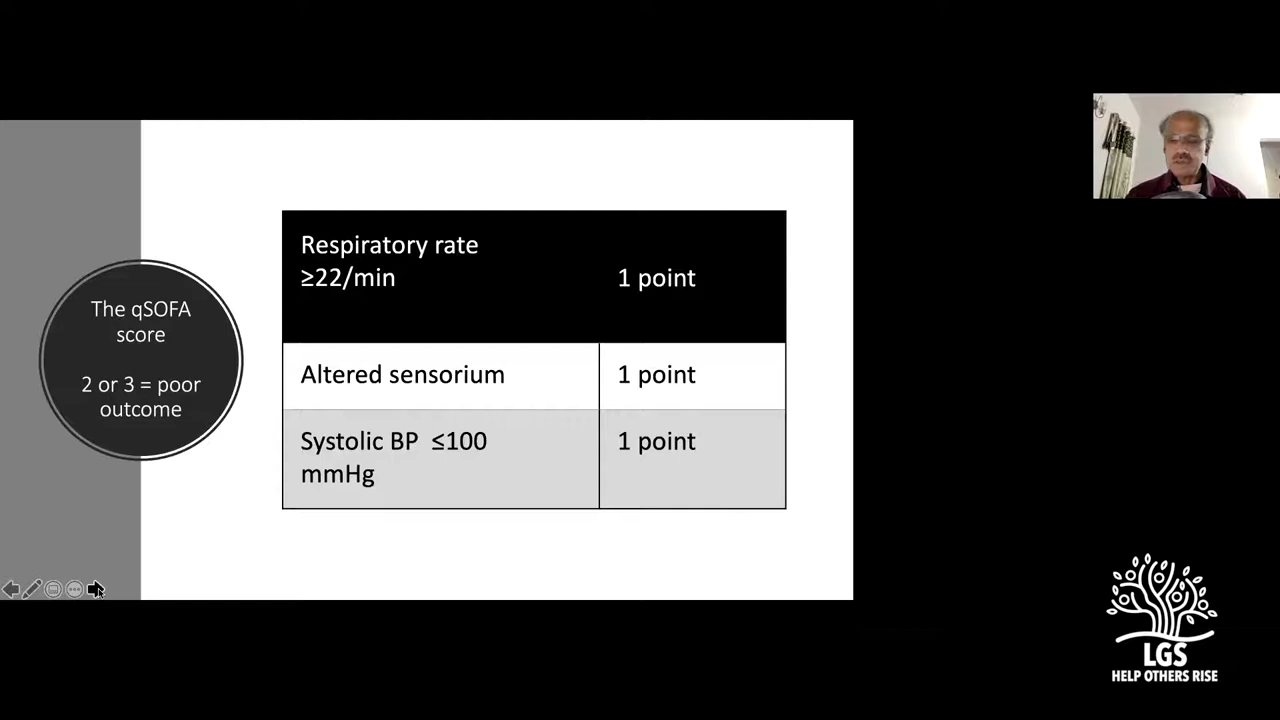 The qSOFA
score
2 or 3 = poor
outcome
Respiratory rate
≥22/min
1 point
Altered sensorium
1 point
Systolic BP ≤100
mmHg
1 point
LGS
HELP OTHERS RISE